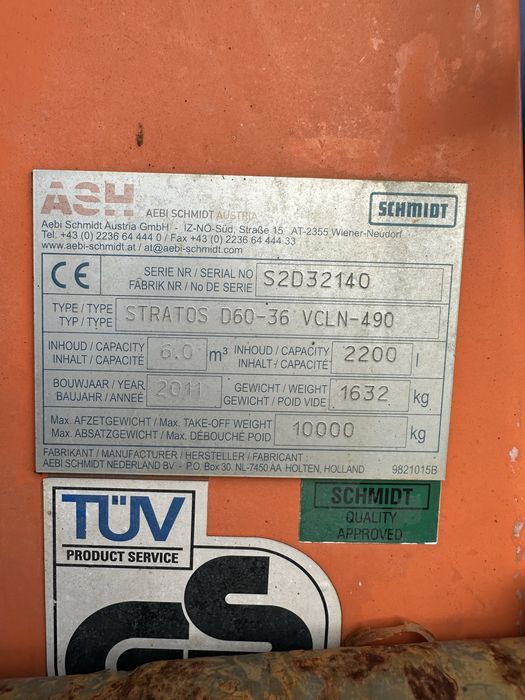 ASH AEBI SCHMIDT AUSTRIA SCHMIDT
Aebi Schmidt Austria GmbH - IZ-NÖ-Süd, Straße 15 AT-2355 Wiener-Neudorf
Tel. +43 (0) 2236 64 444 0 / Fax +43 (0) 2236 64 444 33
www.aebi-schmidt.at / at@aebi-schmidt.com
CE SERIE NR / SERIAL NO S2D32140
FABRIK NR / No DE SERIE
TYPE / TYPE STRATOS D60-36 VCLN-490
TYP / TYPE
INHOUD / CAPACITY 6.0 m³ INHOUD / CAPACITY 2200 l
INHALT / CAPACITÉ INHALT / CAPACITÉ
BOUWJAAR / YEAR 2011 GEWICHT / WEIGHT 1632 kg
BAUJAHR / ANNÉE GEWICHT / POID VIDE
Max. AFZETGEWICHT / Max. TAKE-OFF WEIGHT 10000 kg
Max. ABSATZGEWICHT / Max. DÉBOUCHÉ POID
FABRIKANT / MANUFACTURER / HERSTELLER / FABRICANT :
AEBI SCHMIDT NEDERLAND BV - P.O. Box 30. NL-7450 AA HOLTEN, HOLLAND 9821015B
TÜV
PRODUCT SERVICE
GS
SCHMIDT
QUALITY
APPROVED